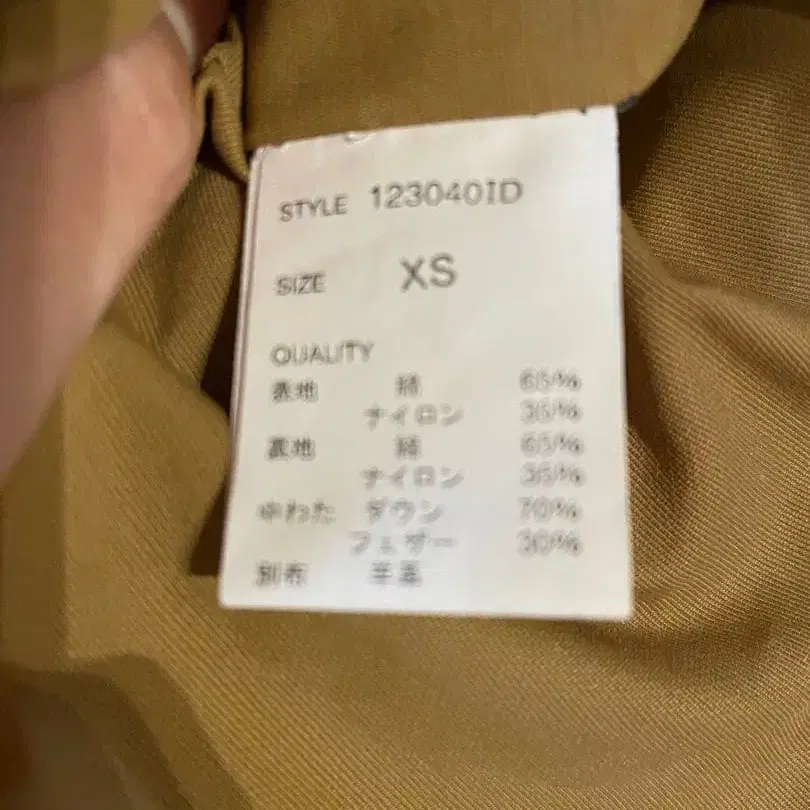 STYLE 123040ID
SIZE XS
QUALITY
表地 綿 65%
ナイロン 35%
裏地 綿 65%
ナイロン 35%
中わた ダウン 70%
フェザー 30%
別布 羊革